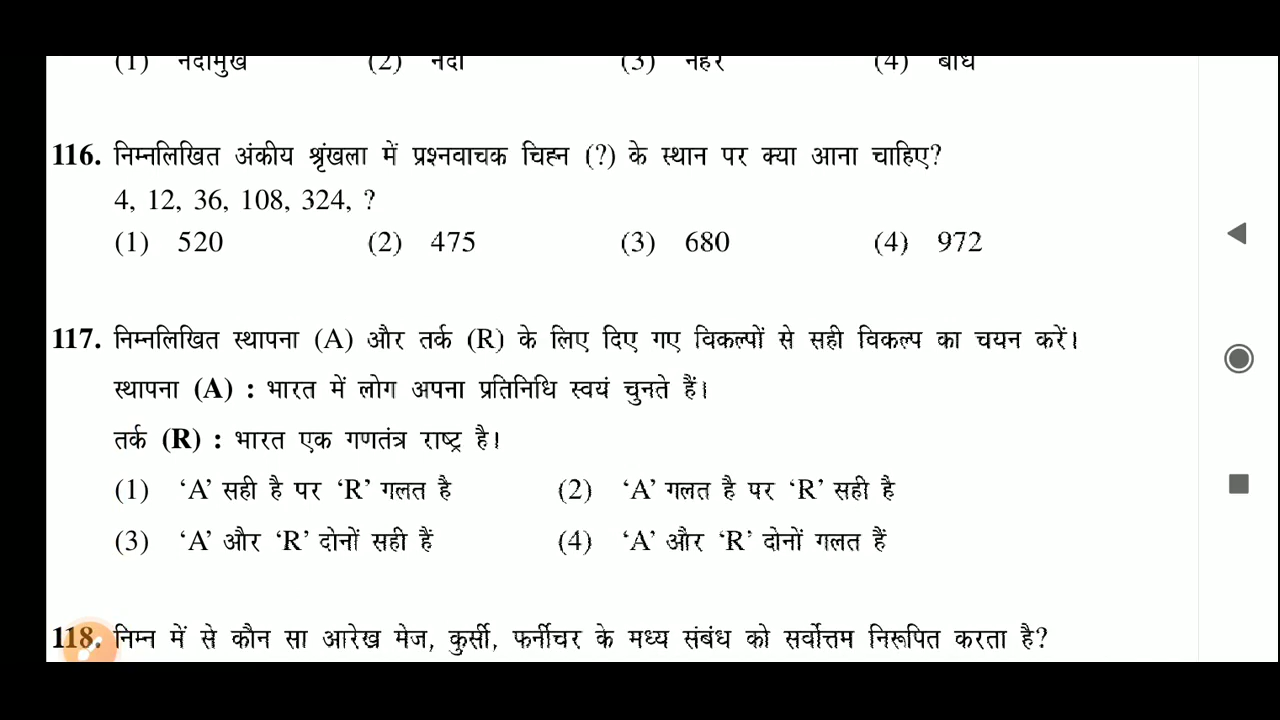 (1) नदीमुख (2) नदी (3) नहर (4) बाँध
116. निम्नलिखित अंकीय श्रृंखला में प्रश्नवाचक चिह्न (?) के स्थान पर क्या आना चाहिए?
4, 12, 36, 108, 324, ?
(1) 520 (2) 475 (3) 680 (4) 972
117. निम्नलिखित स्थापना (A) और तर्क (R) के लिए दिए गए विकल्पों से सही विकल्प का चयन करें।
स्थापना (A) : भारत में लोग अपना प्रतिनिधि स्वयं चुनते हैं।
तर्क (R) : भारत एक गणतंत्र राष्ट्र है।
(1) ‘A’ सही है पर ‘R’ गलत है (2) ‘A’ गलत है पर ‘R’ सही है
(3) ‘A’ और ‘R’ दोनों सही हैं (4) ‘A’ और ‘R’ दोनों गलत हैं
118. निम्न में से कौन सा आरेख मेज, कुर्सी, फर्नीचर के मध्य संबंध को सर्वोत्तम निरूपित करता है?